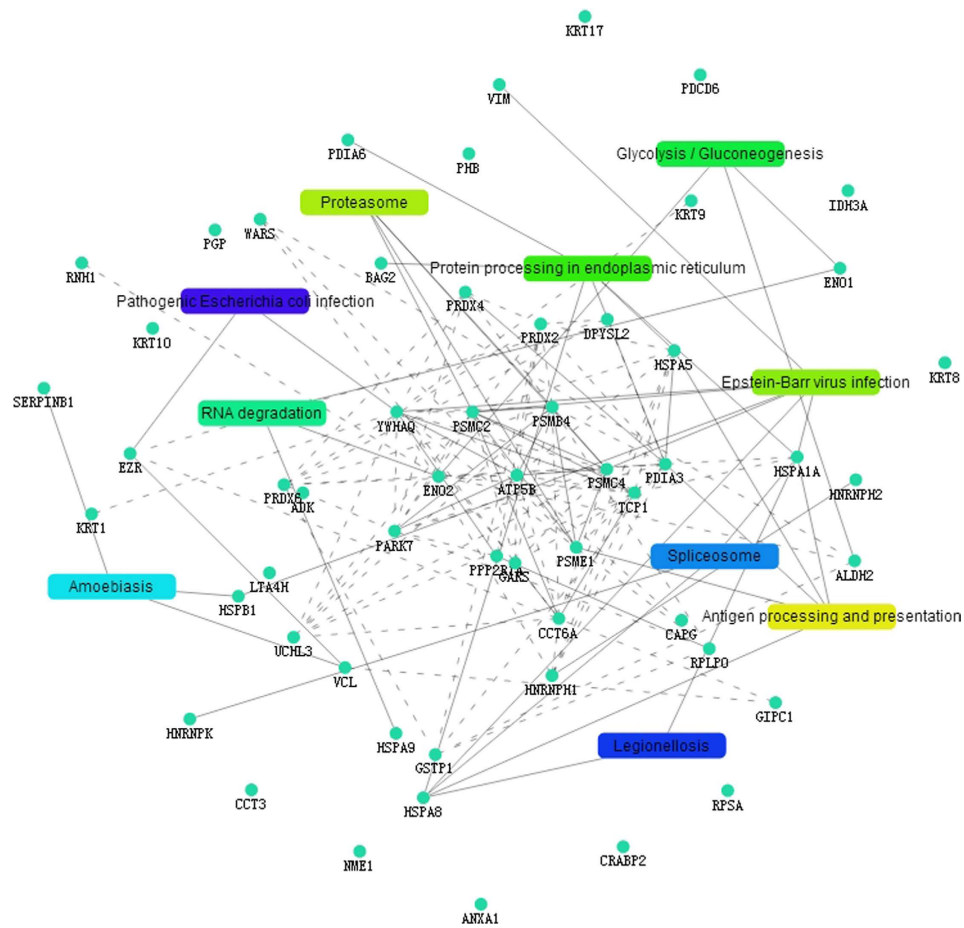 KRT17
PDCD6
VIM
PDIA6
PHB
Glycolysis / Gluconeogenesis
IDH3A
Proteasome
KRT9
WARS
PGP
RNH1
BAG2
Protein processing in endoplasmic reticulum
ENO1
Pathogenic Escherichia coli infection
PRDX4
KRT10
PRDX2
DPYSL2
HSPA5
KRT8
SERPINB1
Epstein-Barr virus infection
RNA degradation
YWHAQ
PSMC2
PSMB4
EZR
PRDX6
ADK
ENO2
ATP5B
PSMC4
PDIA3
TCP1
HSPA1A
HNRNPH2
KRT1
PARK7
Spliceosome
Amoebiasis
LTA4H
HSPB1
PPP2R1A
GARS
PSME1
ALDH2
Antigen processing and presentation
UCHL3
CCT6A
CAPG
RPLP0
VCL
HNRNPH1
GIPC1
HNRNPK
HSPA9
GSTP1
Legionellosis
HSPA8
CCT3
RPSA
NME1
CRABP2
ANXA1